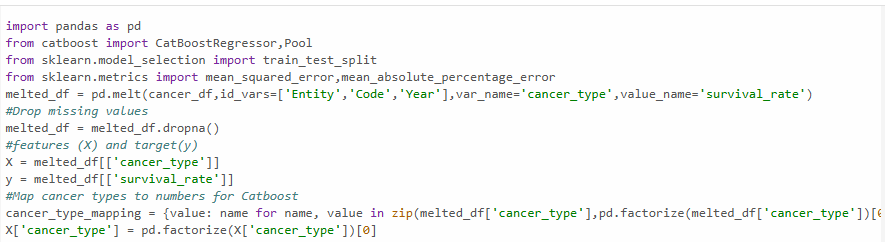 import pandas as pd
from catboost import CatBoostRegressor,Pool
from sklearn.model_selection import train_test_split
from sklearn.metrics import mean_squared_error,mean_absolute_percentage_error
melted_df = pd.melt(cancer_df,id_vars=['Entity','Code','Year'],var_name='cancer_type',value_name='survival_rate')
#Drop missing values
melted_df = melted_df.dropna()
#features (X) and target(y)
X = melted_df[['cancer_type']]
y = melted_df[['survival_rate']]
#Map cancer types to numbers for Catboost
cancer_type_mapping = {value: name for name, value in zip(melted_df['cancer_type'],pd.factorize(melted_df['cancer_type'])[
X['cancer_type'] = pd.factorize(X['cancer_type'])[0]